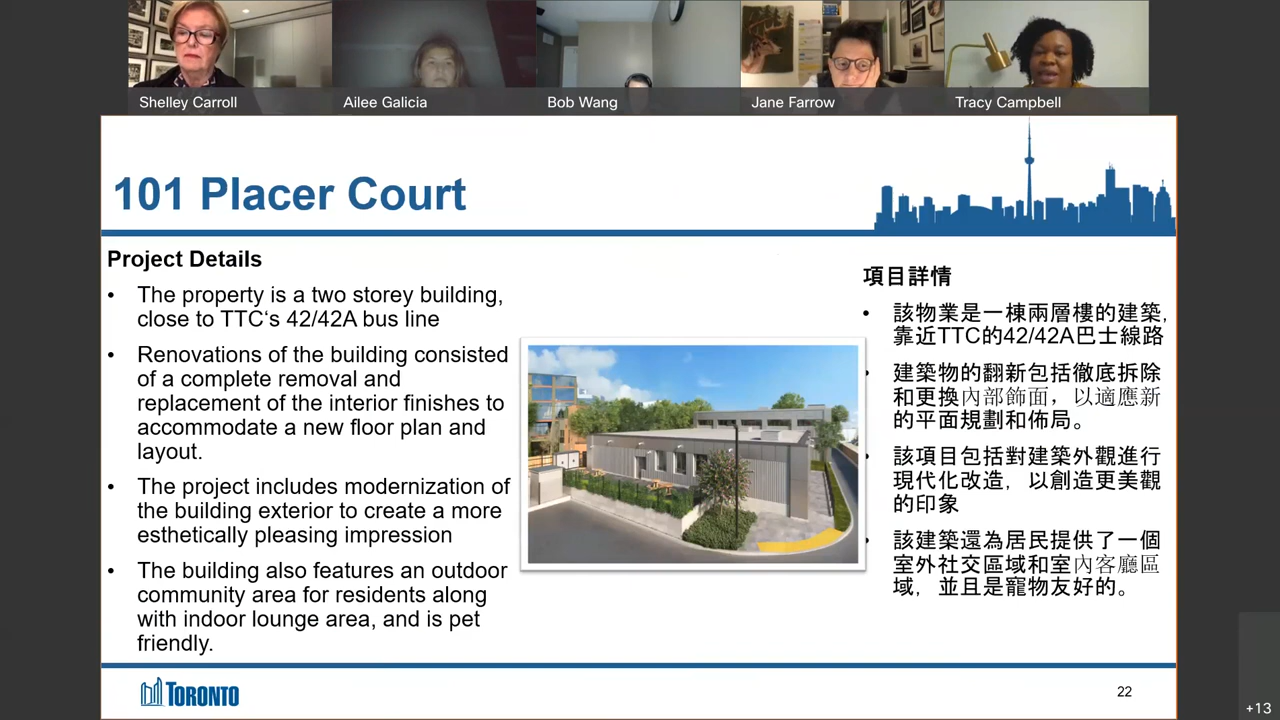 Shelley Carroll
Ailee Galicia
Bob Wang
Jane Farrow
Tracy Campbell
101 Placer Court
Project Details
• The property is a two storey building,
close to TTC‘s 42/42A bus line
• Renovations of the building consisted
of a complete removal and
replacement of the interior finishes to
accommodate a new floor plan and
layout.
• The project includes modernization of
the building exterior to create a more
esthetically pleasing impression
• The building also features an outdoor
community area for residents along
with indoor lounge area, and is pet
friendly.
項目詳情
• 該物業是一棟兩層樓的建築,
靠近TTC的42/42A巴士線路
建築物的翻新包括徹底拆除
和更換內部飾面，以適應新
的平面規劃和佈局。
該項目包括對建築外觀進行
現代化改造，以創造更美觀
的印象
該建築還為居民提供了一個
室外社交區域和室內客廳區
域，並且是寵物友好的。
TORONTO
22
+13